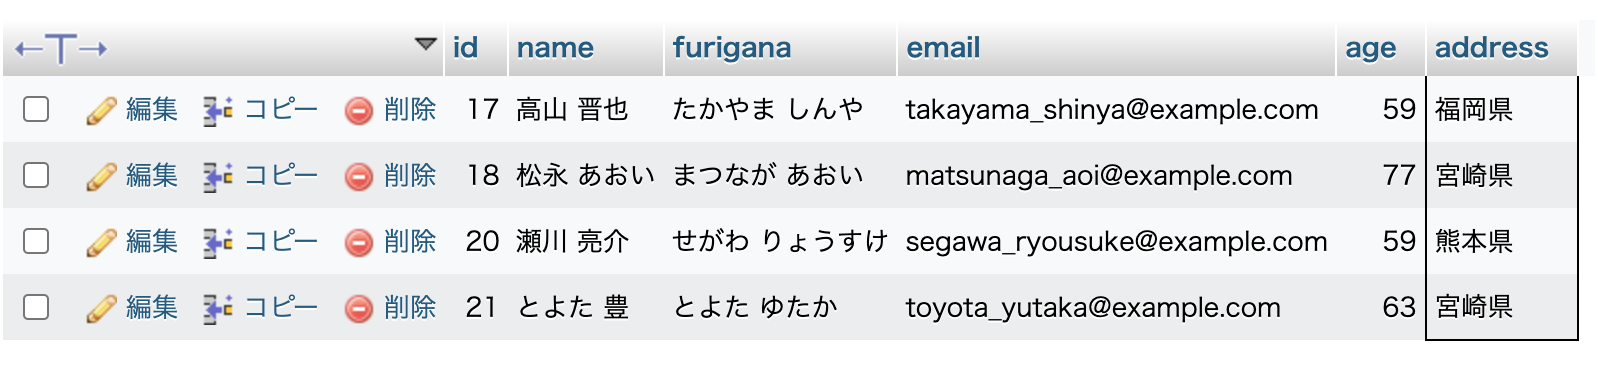 ←T→ id name furigana email age address
編集 コピー 削除 17 高山 晋也 たかやま しんや takayama_shinya@example.com 59 福岡県
編集 コピー 削除 18 松永 あおい まつなが あおい matsunaga_aoi@example.com 77 宮崎県
編集 コピー 削除 20 瀬川 亮介 せがわ りょうすけ segawa_ryousuke@example.com 59 熊本県
編集 コピー 削除 21 とよた 豊 とよた ゆたか toyota_yutaka@example.com 63 宮崎県